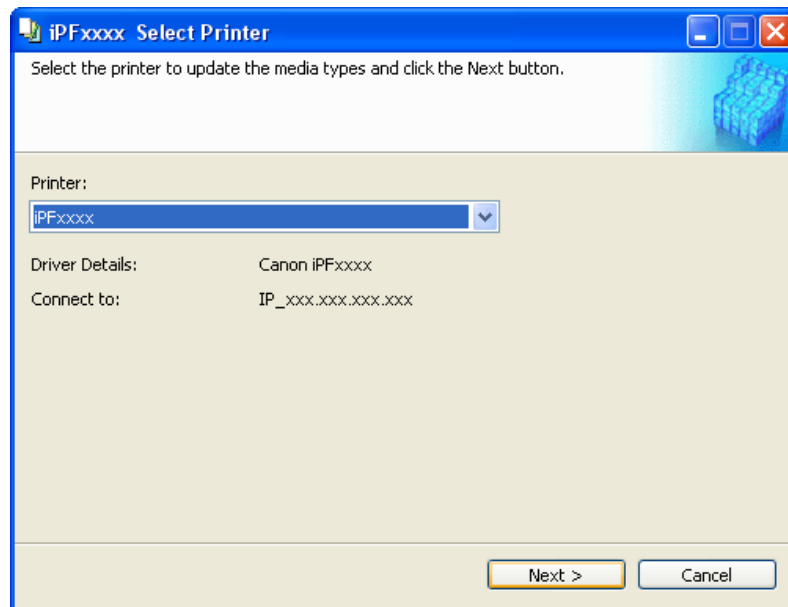 iPFxxxx Select Printer
Select the printer to update the media types and click the Next button.
Printer:
iPFxxxx
Driver Details: Canon iPFxxxx
Connect to: IP_xxx.xxx.xxx.xxx
Next > Cancel